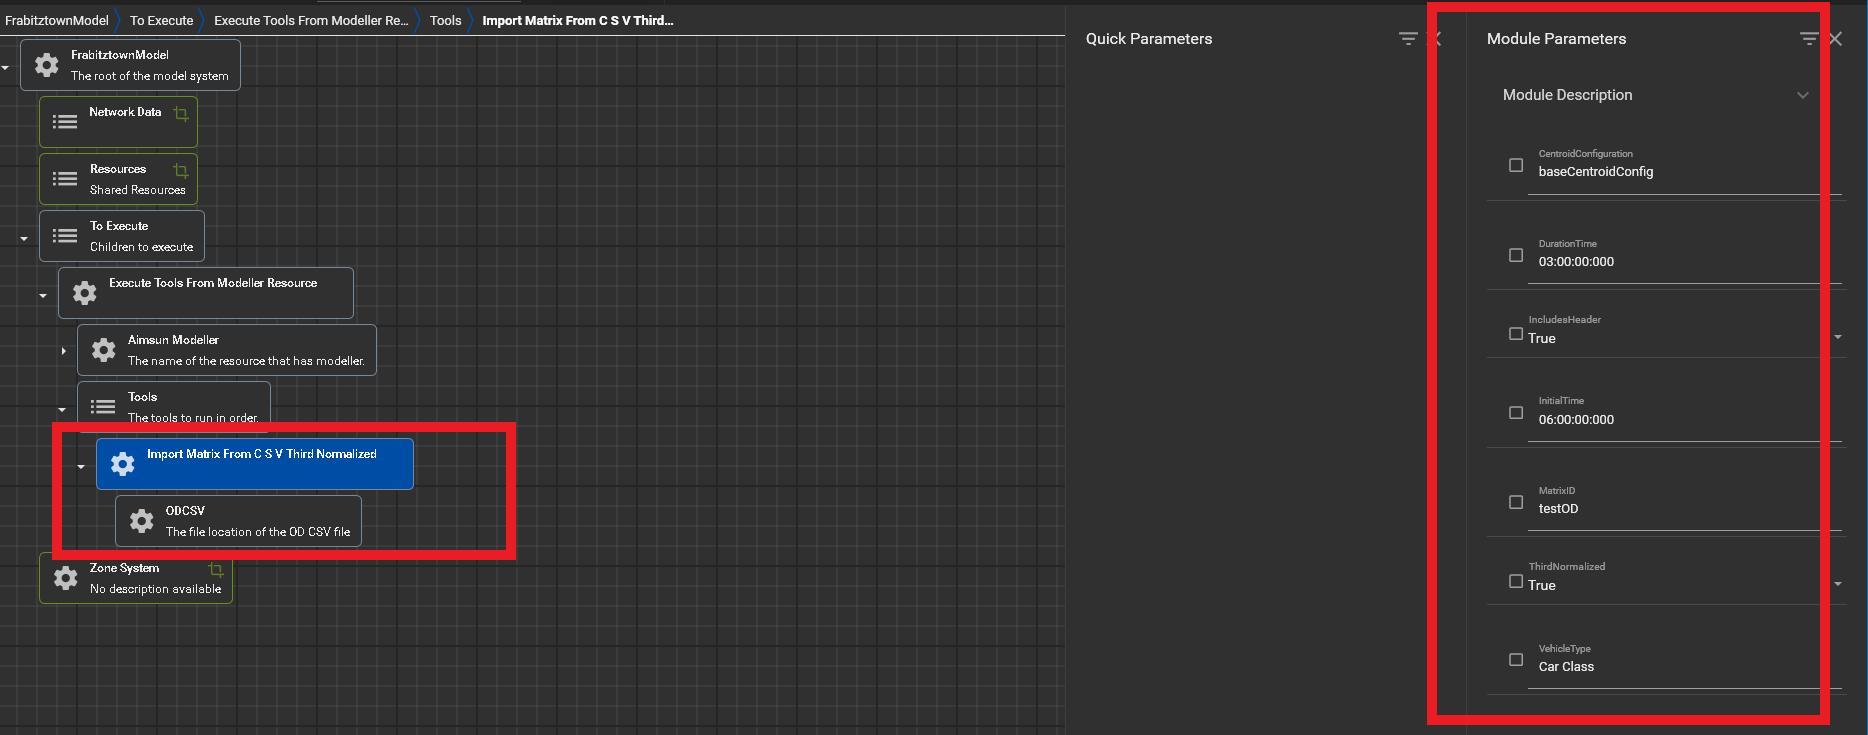 FrabitztownModel
To Execute
Execute Tools From Modeller Re...
Tools
Import Matrix From C S V Third...
FrabitztownModel
The root of the model system
Network Data
Resources
Shared Resources
To Execute
Children to execute
Execute Tools From Modeller Resource
Aimsun Modeller
The name of the resource that has modeller.
Tools
The tools to run in order.
Import Matrix From C S V Third Normalized
ODCSV
The file location of the OD CSV file
Zone System
No description available
Quick Parameters
Module Parameters
Module Description
CentroidConfiguration
baseCentroidConfig
DurationTime
03:00:00:000
IncludesHeader
True
InitialTime
06:00:00:000
MatrixID
testOD
ThirdNormalized
True
VehicleType
Car Class